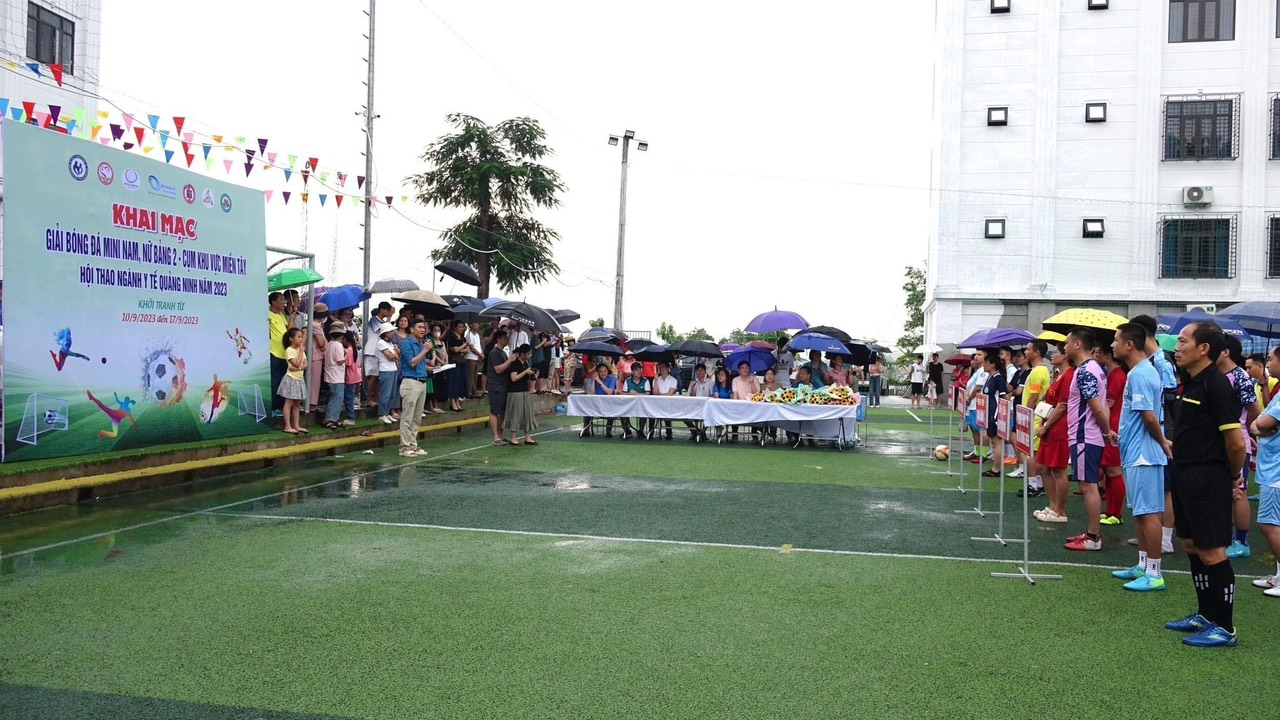 KHAI MẠC
GIẢI BÓNG ĐÁ MINI NAM, NỮ BẢNG 2 - CỤM KHU VỰC MIỀN TÂY
HỘI THAO NGÀNH Y TẾ QUẢNG NINH NĂM 2023
KHỞI TRANH TỪ
10/9/2023 đến 17/9/2023